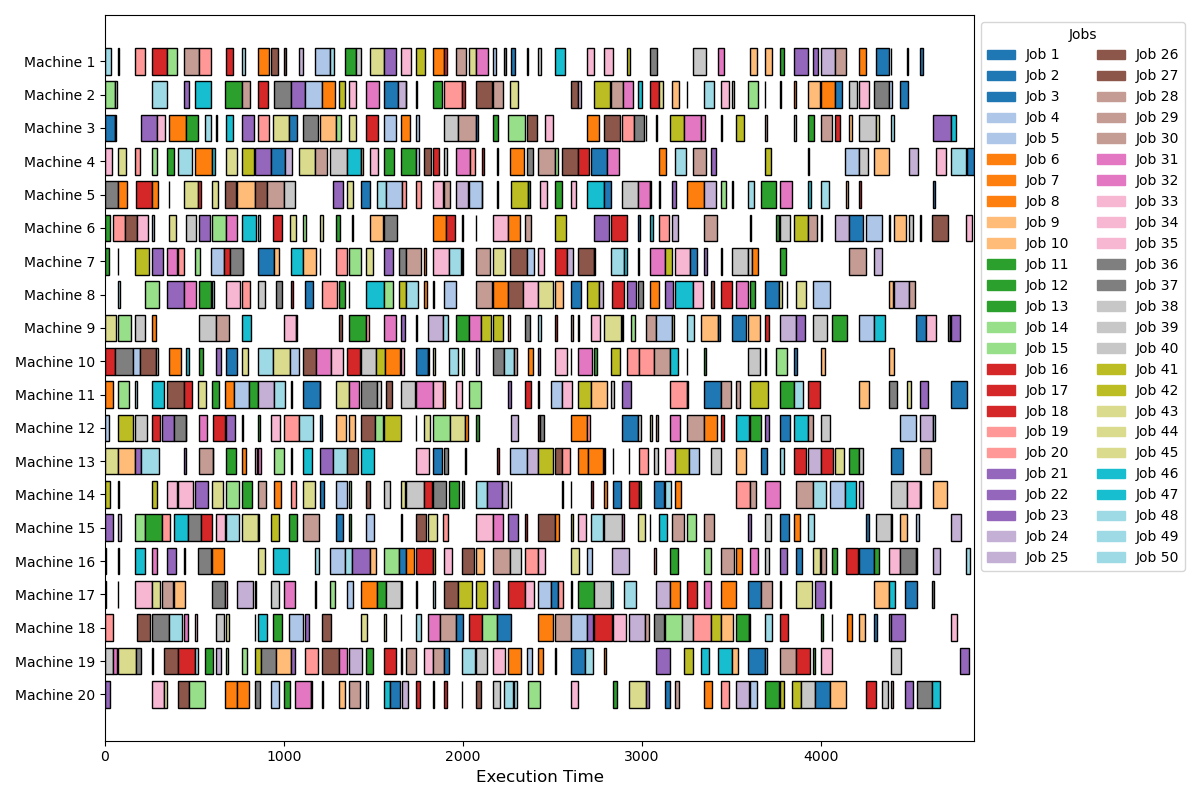 Machine 1
Machine 2
Machine 3
Machine 4
Machine 5
Machine 6
Machine 7
Machine 8
Machine 9
Machine 10
Machine 11
Machine 12
Machine 13
Machine 14
Machine 15
Machine 16
Machine 17
Machine 18
Machine 19
Machine 20
0 1000 2000 3000 4000
Execution Time
Jobs
Job 1
Job 2
Job 3
Job 4
Job 5
Job 6
Job 7
Job 8
Job 9
Job 10
Job 11
Job 12
Job 13
Job 14
Job 15
Job 16
Job 17
Job 18
Job 19
Job 20
Job 21
Job 22
Job 23
Job 24
Job 25
Job 26
Job 27
Job 28
Job 29
Job 30
Job 31
Job 32
Job 33
Job 34
Job 35
Job 36
Job 37
Job 38
Job 39
Job 40
Job 41
Job 42
Job 43
Job 44
Job 45
Job 46
Job 47
Job 48
Job 49
Job 50